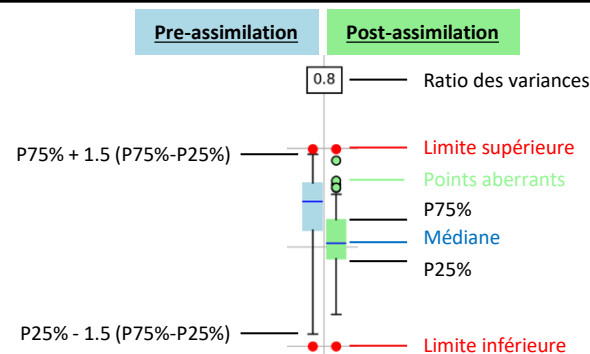 Pre-assimilation
Post-assimilation
0.8
Ratio des variances
P75% + 1.5 (P75%-P25%)
Limite supérieure
Points aberrants
P75%
Médiane
P25%
P25% - 1.5 (P75%-P25%)
Limite inférieure